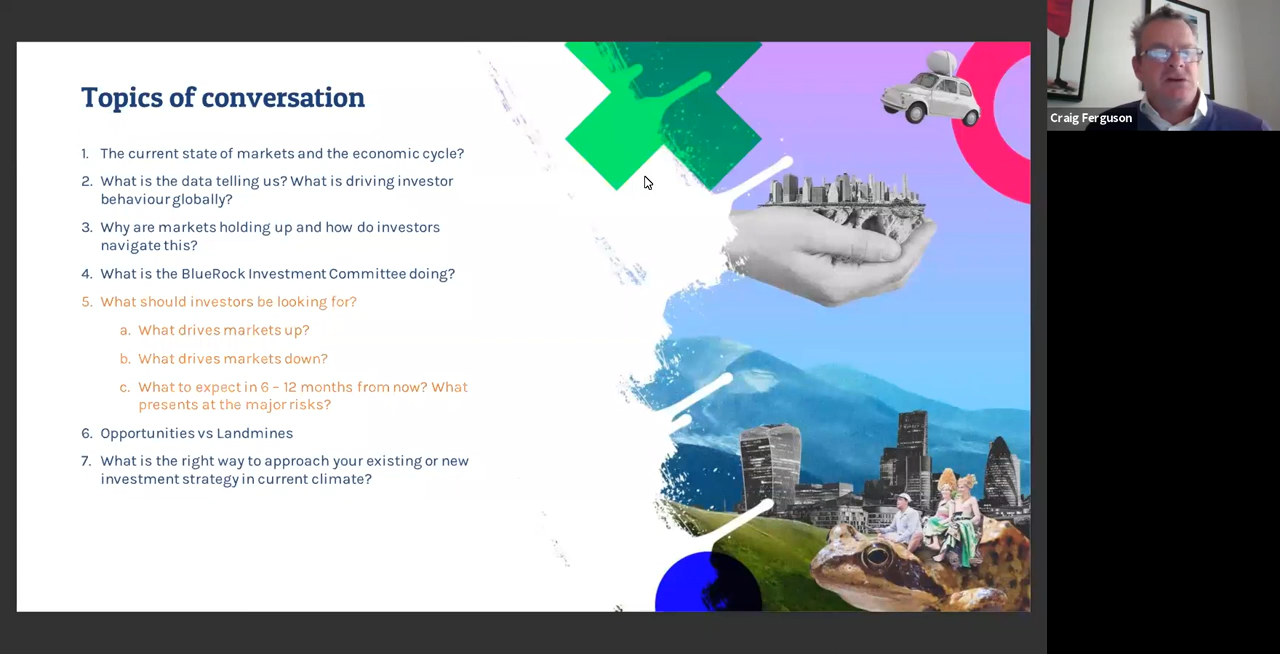 Topics of conversation
1. The current state of markets and the economic cycle?
2. What is the data telling us? What is driving investor
behaviour globally?
3. Why are markets holding up and how do investors
navigate this?
4. What is the BlueRock Investment Committee doing?
5. What should investors be looking for?
a. What drives markets up?
b. What drives markets down?
c. What to expect in 6 – 12 months from now? What
presents at the major risks?
6. Opportunities vs Landmines
7. What is the right way to approach your existing or new
investment strategy in current climate?
Craig Ferguson